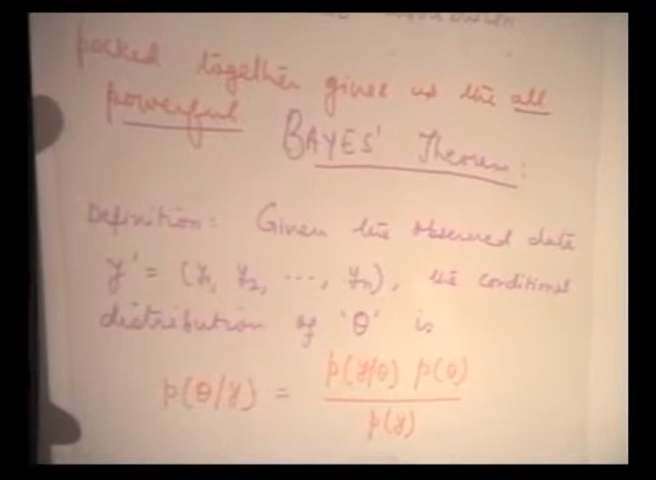 packed together gives us the all
powerful BAYES' Theorem:
Definition: Given the observed data
y' = (y₁, y₂, ..., yₙ), the conditional
distribution of 'θ' is
p(θ/y) = p(y/θ) p(θ) / p(y)